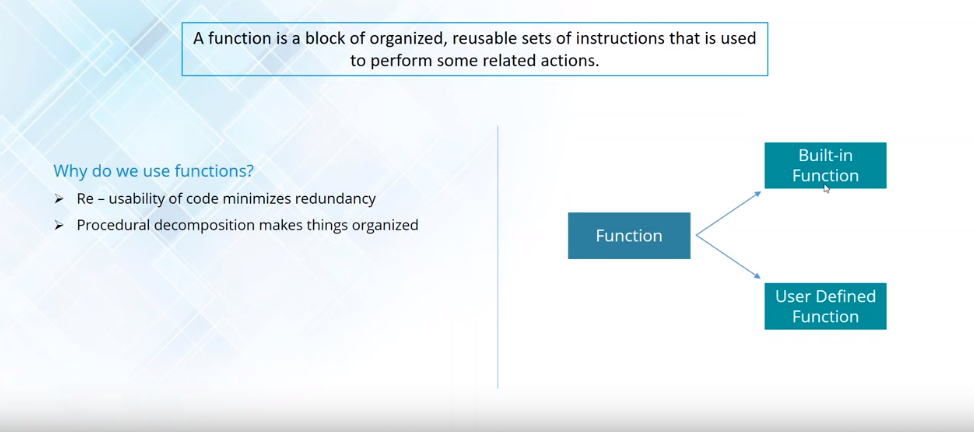 A function is a block of organized, reusable sets of instructions that is used
to perform some related actions.
Why do we use functions?
Re – usability of code minimizes redundancy
Procedural decomposition makes things organized
Function
Built-in
Function
User Defined
Function